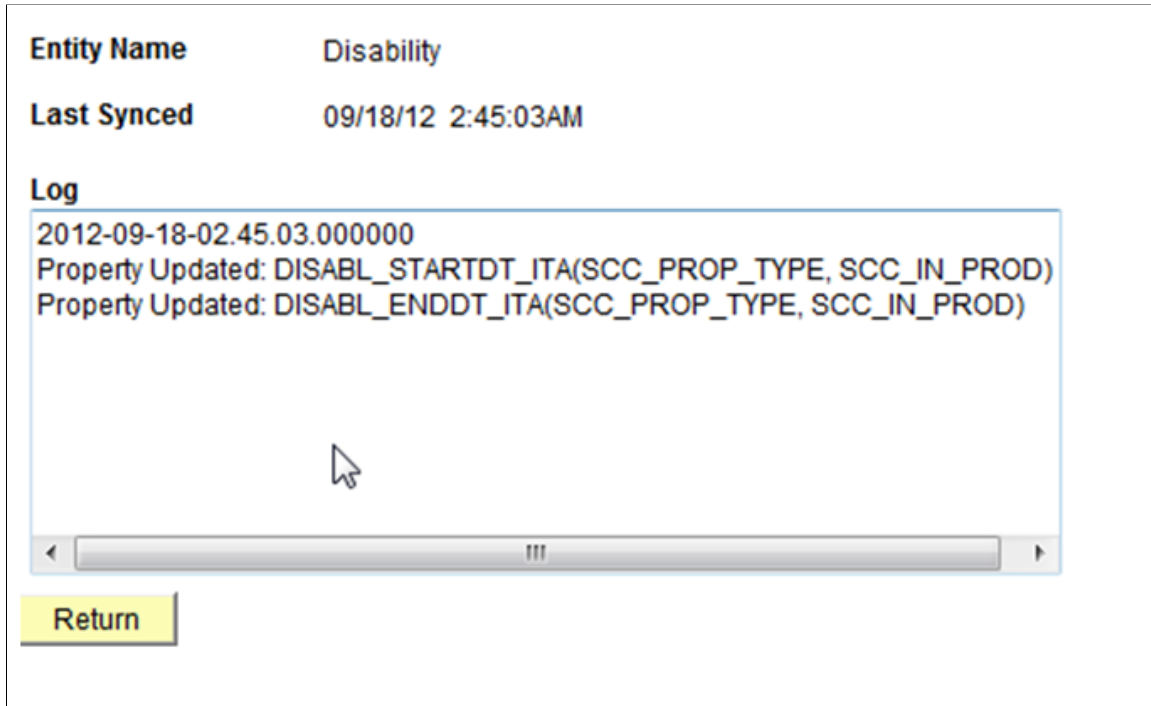 Entity Name Disability
Last Synced 09/18/12 2:45:03AM
Log
2012-09-18-02.45.03.000000
Property Updated: DISABL_STARTDT_ITA(SCC_PROP_TYPE, SCC_IN_PROD)
Property Updated: DISABL_ENDDT_ITA(SCC_PROP_TYPE, SCC_IN_PROD)
Return